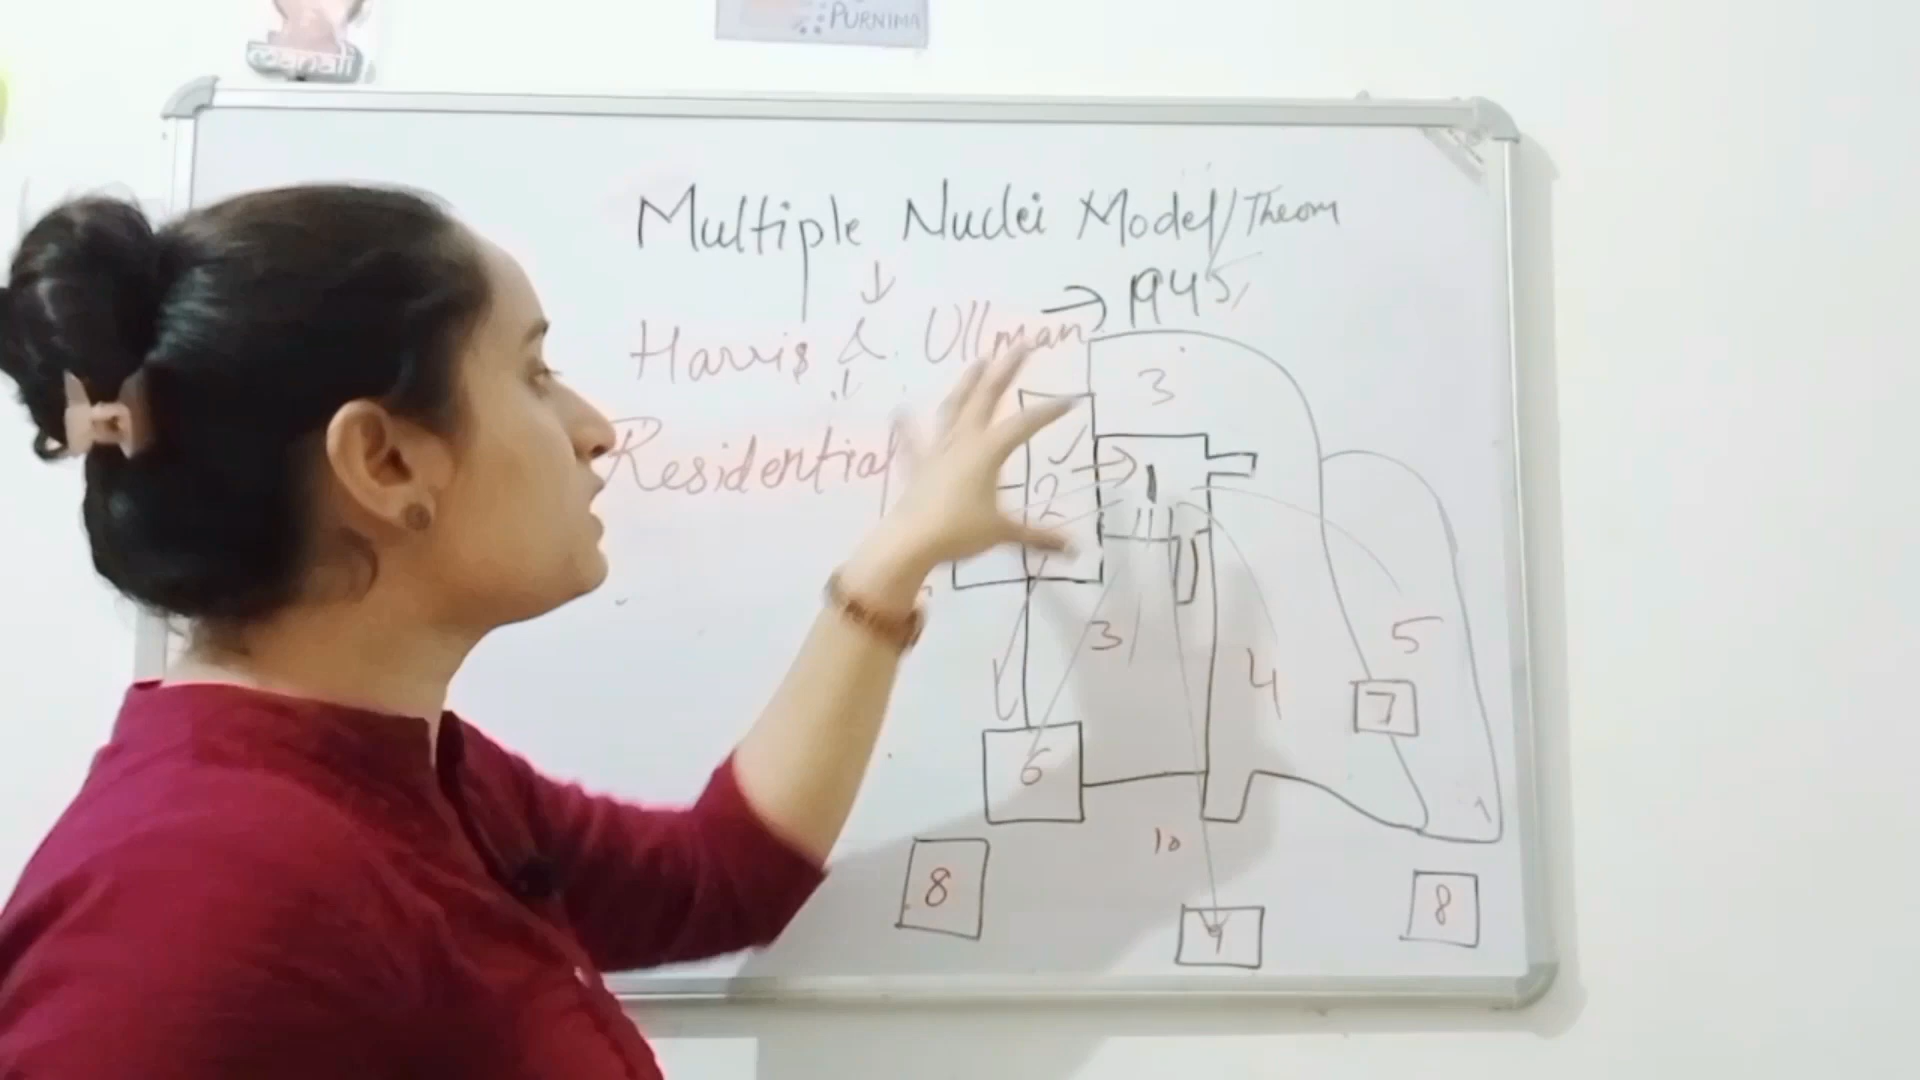 manali
PURNIMA
Multiple Nuclei Model/Theory
→ 1945
Harris & Ullman
Residential
3
1
2
3
4
5
6
7
8
9
8
10